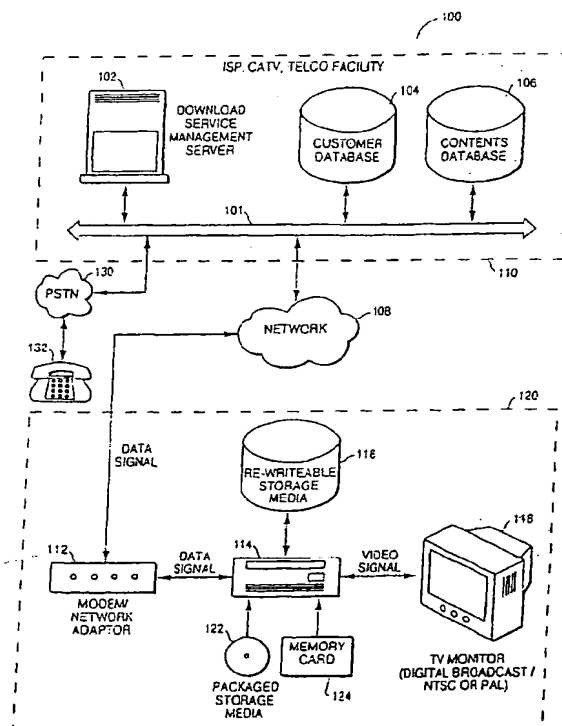 100
ISP, CATV, TELCO FACILITY
102
DOWNLOAD
SERVICE
MANAGEMENT
SERVER
104
CUSTOMER
DATABASE
106
CONTENTS
DATABASE
101
110
130
PSTN
132
NETWORK
108
120
DATA
SIGNAL
RE-WRITEABLE
STORAGE
MEDIA
116
112
MODEM/
NETWORK
ADAPTOR
DATA
SIGNAL
114
VIDEO
SIGNAL
118
TV MONITOR
(DIGITAL BROADCAST /
NTSC OR PAL)
122
PACKAGED
STORAGE
MEDIA
MEMORY
CARD
124